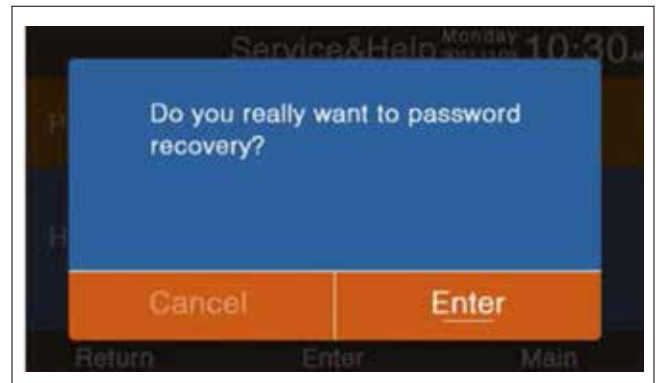 Service&Help Monday 10:30
Do you really want to password
recovery?
Cancel Enter
Return Enter Main